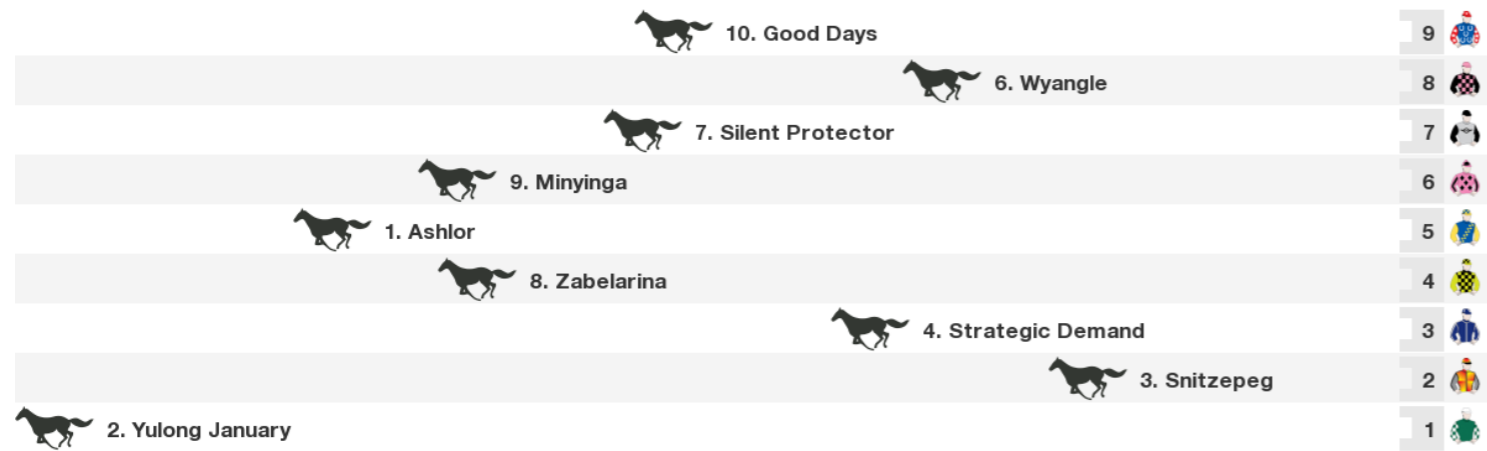 10. Good Days 9
6. Wyangle 8
7. Silent Protector 7
9. Minyinga 6
1. Ashlor 5
8. Zabelarina 4
4. Strategic Demand 3
3. Snitzepeg 2
2. Yulong January 1